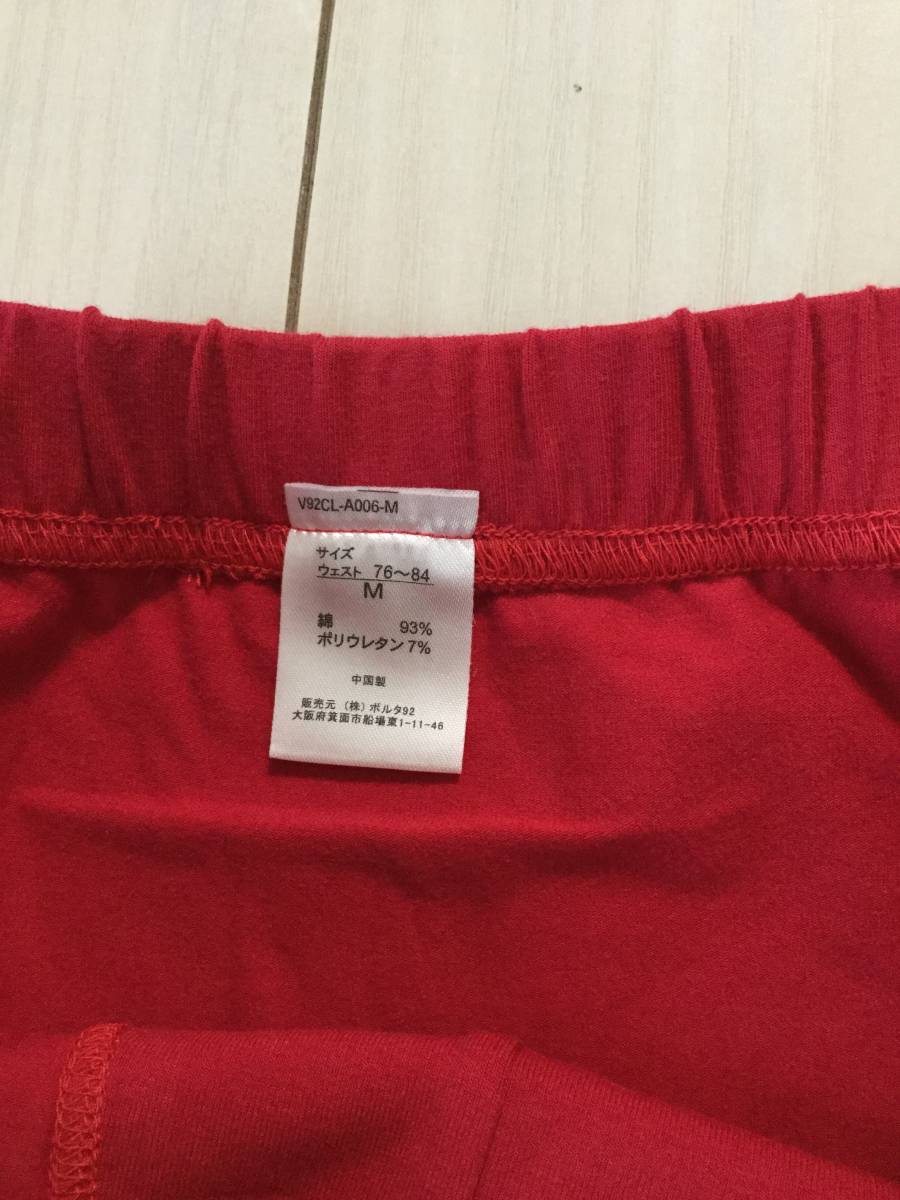 V92CL-A006-M
サイズ
ウェスト 76～84
M
綿 93%
ポリウレタン 7%
中国製
販売元 (株) ボルタ92
大阪府箕面市船場東1-11-46